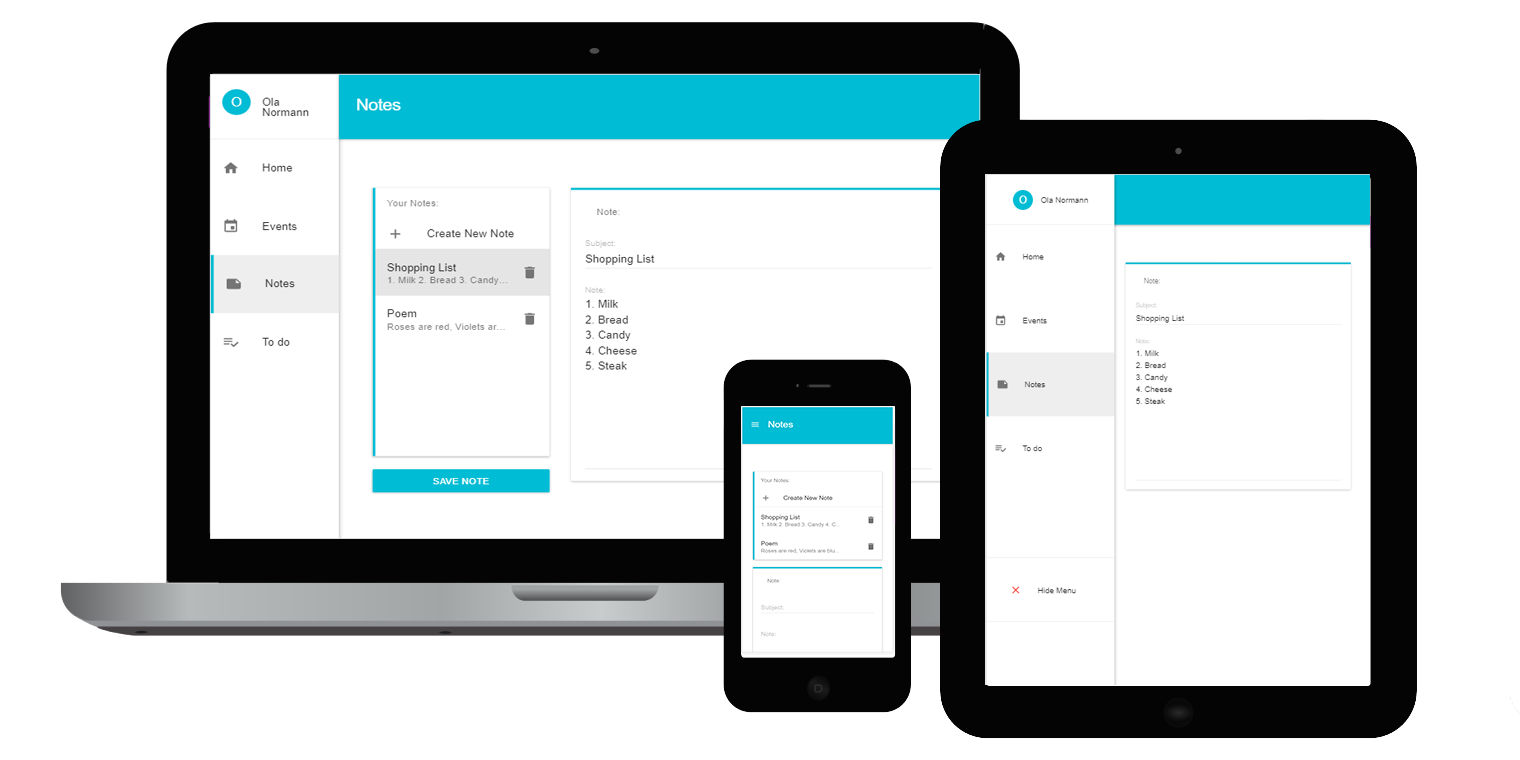 O
Ola
Normann
Notes
Home
Events
Notes
To do
Your Notes:
Create New Note
Shopping List
1. Milk 2. Bread 3. Candy...
Poem
Roses are red, Violets ar...
SAVE NOTE
Note:
Subject:
Shopping List
Note:
1. Milk
2. Bread
3. Candy
4. Cheese
5. Steak
Notes
Your Notes:
Create New Note
Shopping List
1. Milk 2. Bread 3. Candy 4. C...
Poem
Roses are red, Violets are blu...
Note:
Subject:
Note:
O Ola Normann
Home
Events
Notes
To do
Hide Menu
Note:
Subject:
Shopping List
Note:
1. Milk
2. Bread
3. Candy
4. Cheese
5. Steak